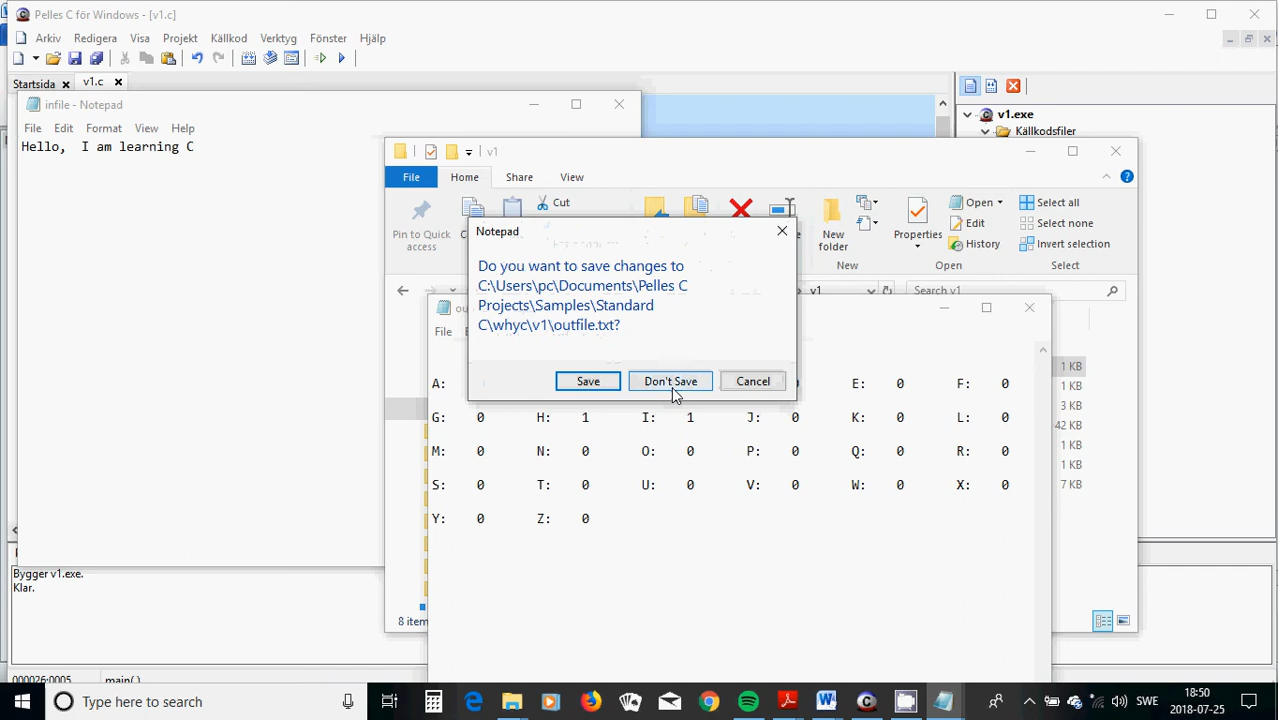 Pelles C för Windows - [v1.c]
Arkiv Redigera Visa Projekt Källkod Verktyg Fönster Hjälp
Startsida v1.c
v1.exe
Källkodsfiler
infile - Notepad
File Edit Format View Help
Hello,  I am learning C
v1
File Home Share View
Pin to Quick
access
Cut
New
folder
New
Properties
Open
Edit
History
Open
Select all
Select none
Invert selection
Select
v1
Search v1
1 KB
1 KB
3 KB
42 KB
1 KB
1 KB
7 KB
8 item
Notepad
Do you want to save changes to
C:\Users\pc\Documents\Pelles C
Projects\Samples\Standard
C\whyc\v1\outfile.txt?
Save Don't Save Cancel
File
A: 0 E: 0 F: 0
G: 0 H: 1 I: 1 J: 0 K: 0 L: 0
M: 0 N: 0 O: 0 P: 0 Q: 0 R: 0
S: 0 T: 0 U: 0 V: 0 W: 0 X: 0
Y: 0 Z: 0
Bygger v1.exe.
Klar.
000026:0005 main( )
Type here to search
SWE
18:50
2018-07-25